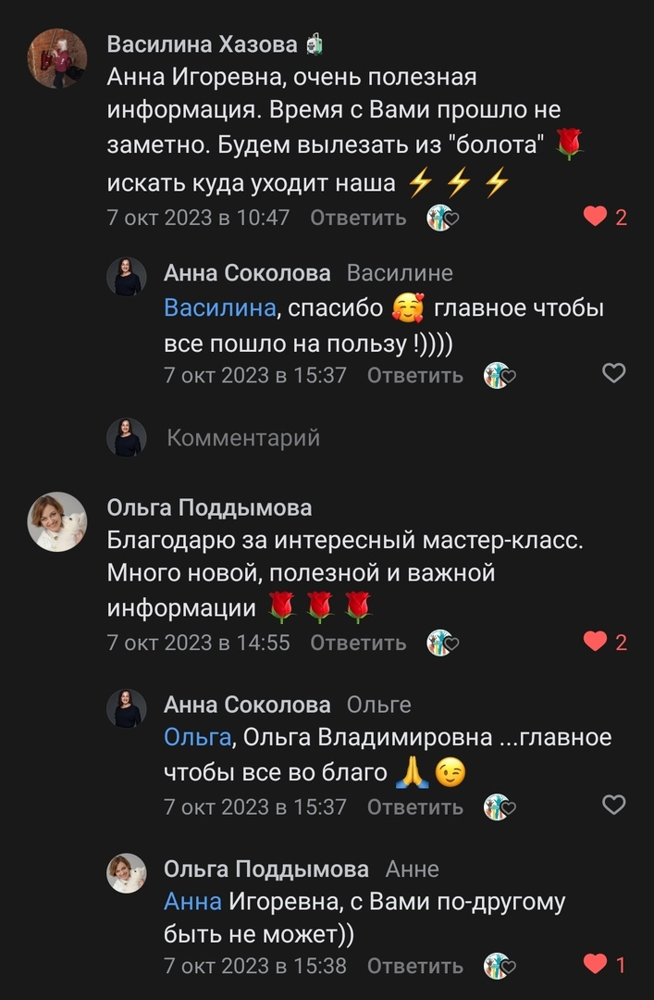 Василина Хазова
Анна Игоревна, очень полезная
информация. Время с Вами прошло не
заметно. Будем вылезать из "болота" 🌹
искать куда уходит наша ⚡⚡⚡
7 окт 2023 в 10:47 Ответить 2
Анна Соколова Василине
Василина, спасибо 🥰 главное чтобы
все пошло на пользу !))))
7 окт 2023 в 15:37 Ответить
Комментарий
Ольга Поддымова
Благодарю за интересный мастер-класс.
Много новой, полезной и важной
информации 🌹🌹🌹
7 окт 2023 в 14:55 Ответить 2
Анна Соколова Ольге
Ольга, Ольга Владимировна ...главное
чтобы все во благо 🙏😉
7 окт 2023 в 15:37 Ответить
Ольга Поддымова Анне
Анна Игоревна, с Вами по-другому
быть не может))
7 окт 2023 в 15:38 Ответить 1